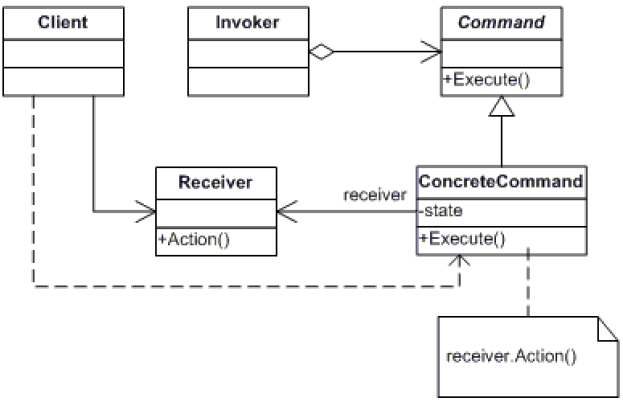 Client
Invoker
Command
+Execute()
Receiver
+Action()
receiver
ConcreteCommand
-state
+Execute()
receiver.Action()